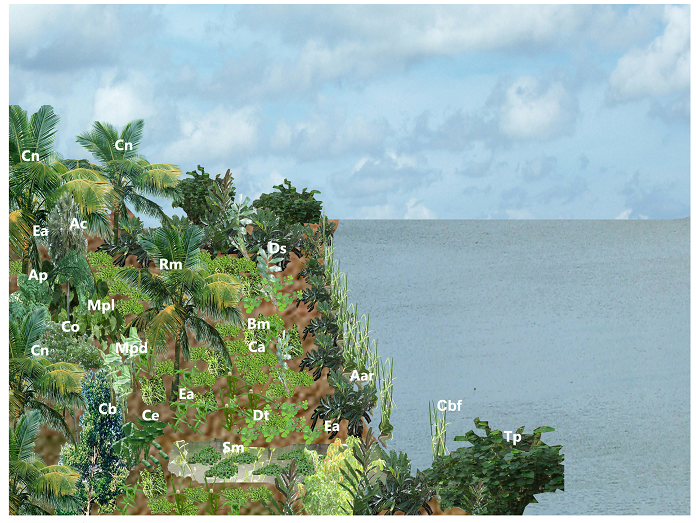 Cn
Cn
Ea
Ac
Ds
Rm
Ap
Mpl
Co
Bm
Mpd
Ca
Cn
Aar
Ea
Cb
Ce
Dt
Cbf
Ea
Tp
Sm